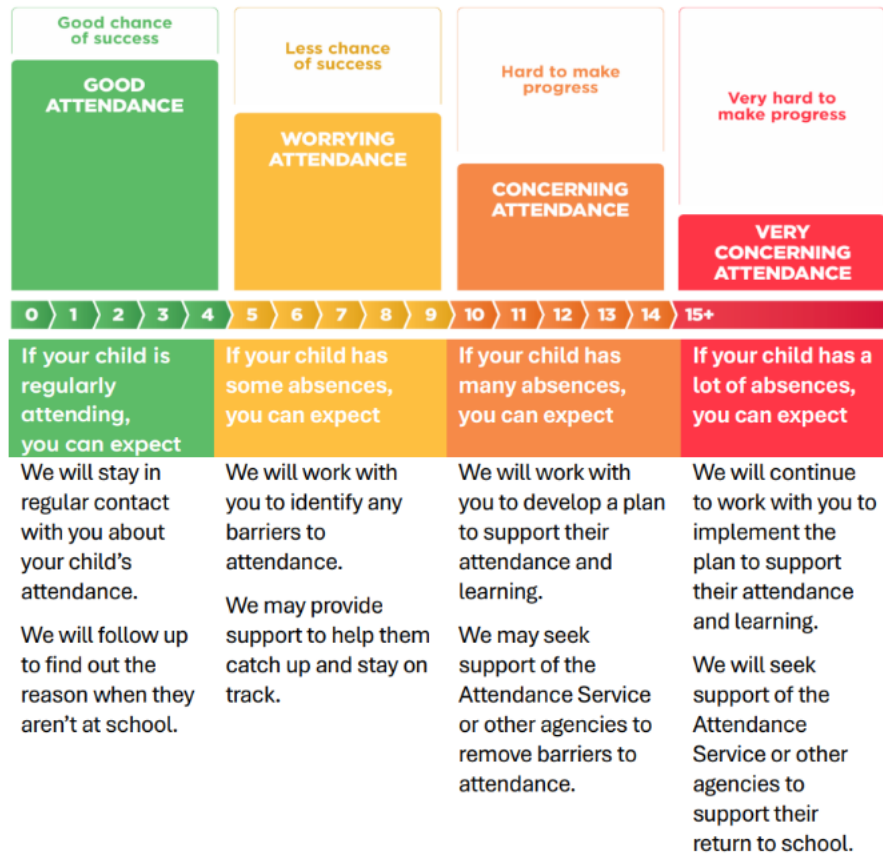 Good chance
of success
GOOD
ATTENDANCE
Less chance
of success
WORRYING
ATTENDANCE
Hard to make
progress
CONCERNING
ATTENDANCE
Very hard to
make progress
VERY
CONCERNING
ATTENDANCE
0 1 2 3 4 5 6 7 8 9 10 11 12 13 14 15+
If your child is
regularly
attending,
you can expect
We will stay in
regular contact
with you about
your child's
attendance.
We will follow up
to find out the
reason when they
aren't at school.
If your child has
some absences,
you can expect
We will work with
you to identify any
barriers to
attendance.
We may provide
support to help them
catch up and stay on
track.
If your child has
many absences,
you can expect
We will work with
you to develop a plan
to support their
attendance and
learning.
We may seek
support of the
Attendance Service
or other agencies to
remove barriers to
attendance.
If your child has a
lot of absences,
you can expect
We will continue
to work with you to
implement the
plan to support
their attendance
and learning.
We will seek
support of the
Attendance
Service or other
agencies to
support their
return to school.